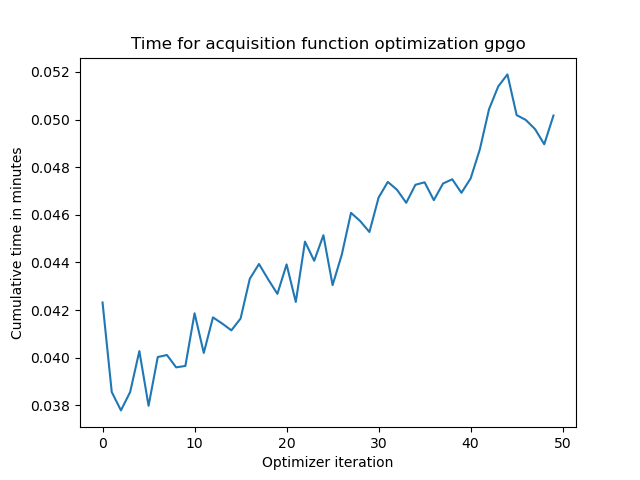 Time for acquisition function optimization gpgo
0.052
0.050
0.048
0.046
0.044
0.042
0.040
0.038
Cumulative time in minutes
0 10 20 30 40 50
Optimizer iteration